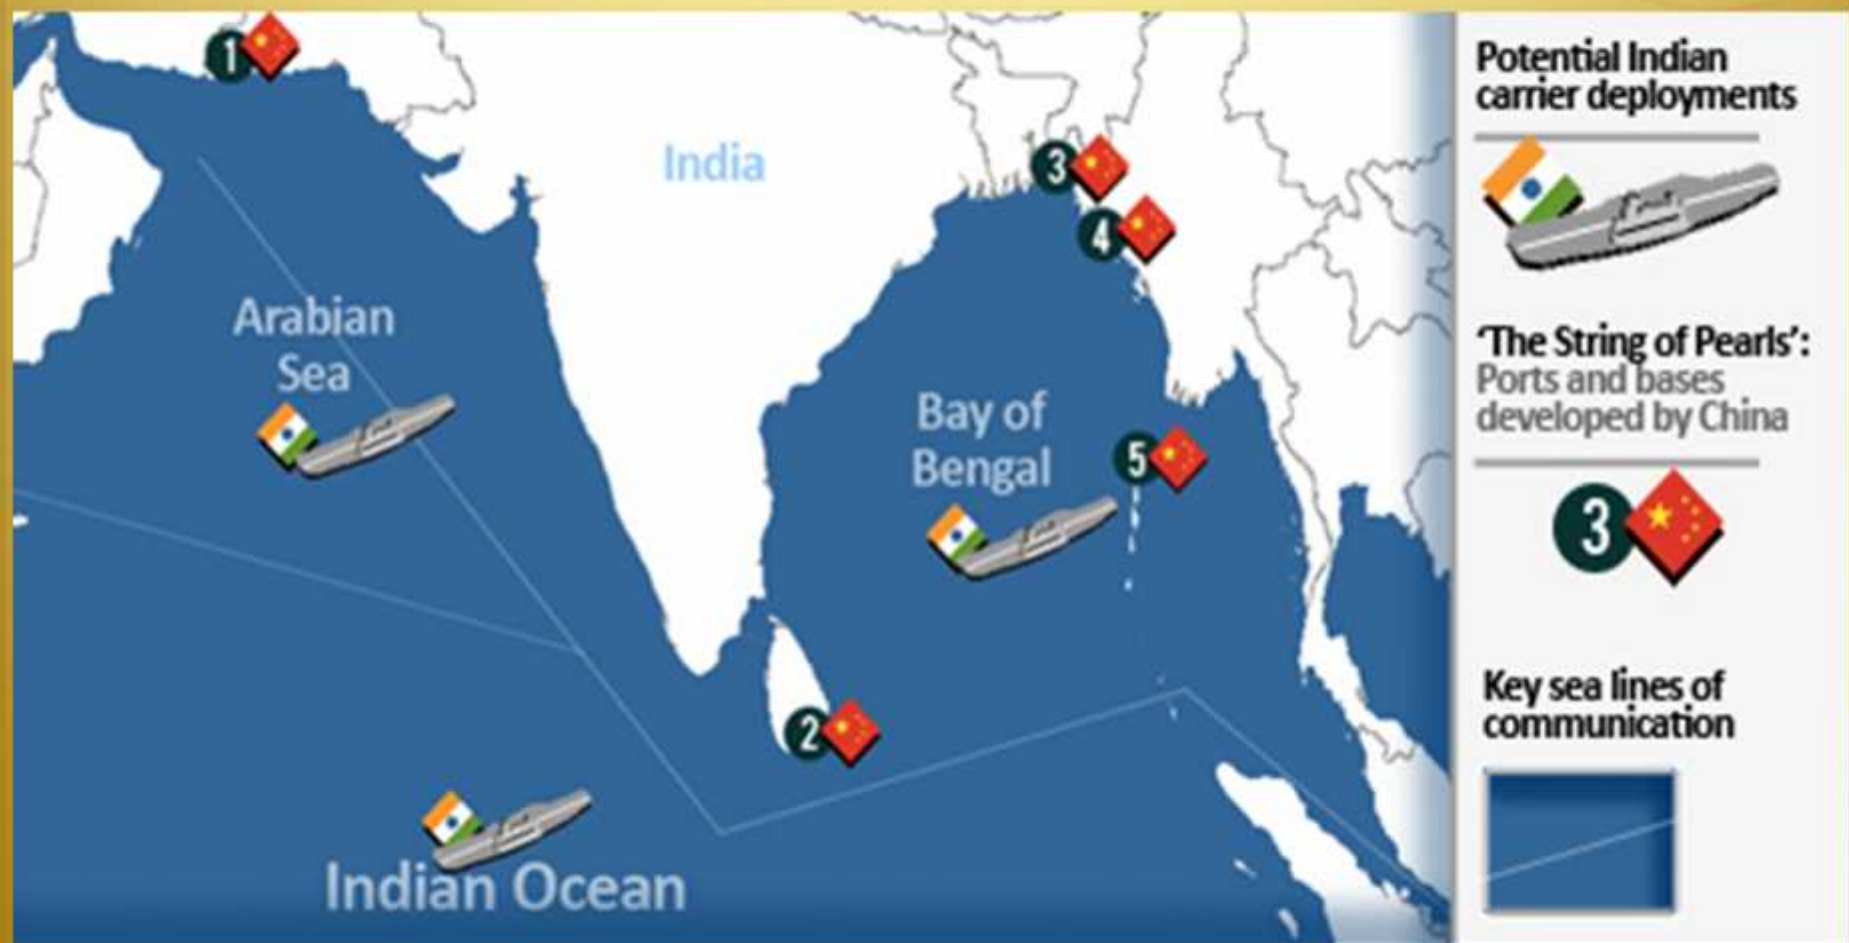 1
India
3
4
Arabian
Sea
Bay of
Bengal
5
2
Indian Ocean
Potential Indian
carrier deployments
'The String of Pearls':
Ports and bases
developed by China
3
Key sea lines of
communication